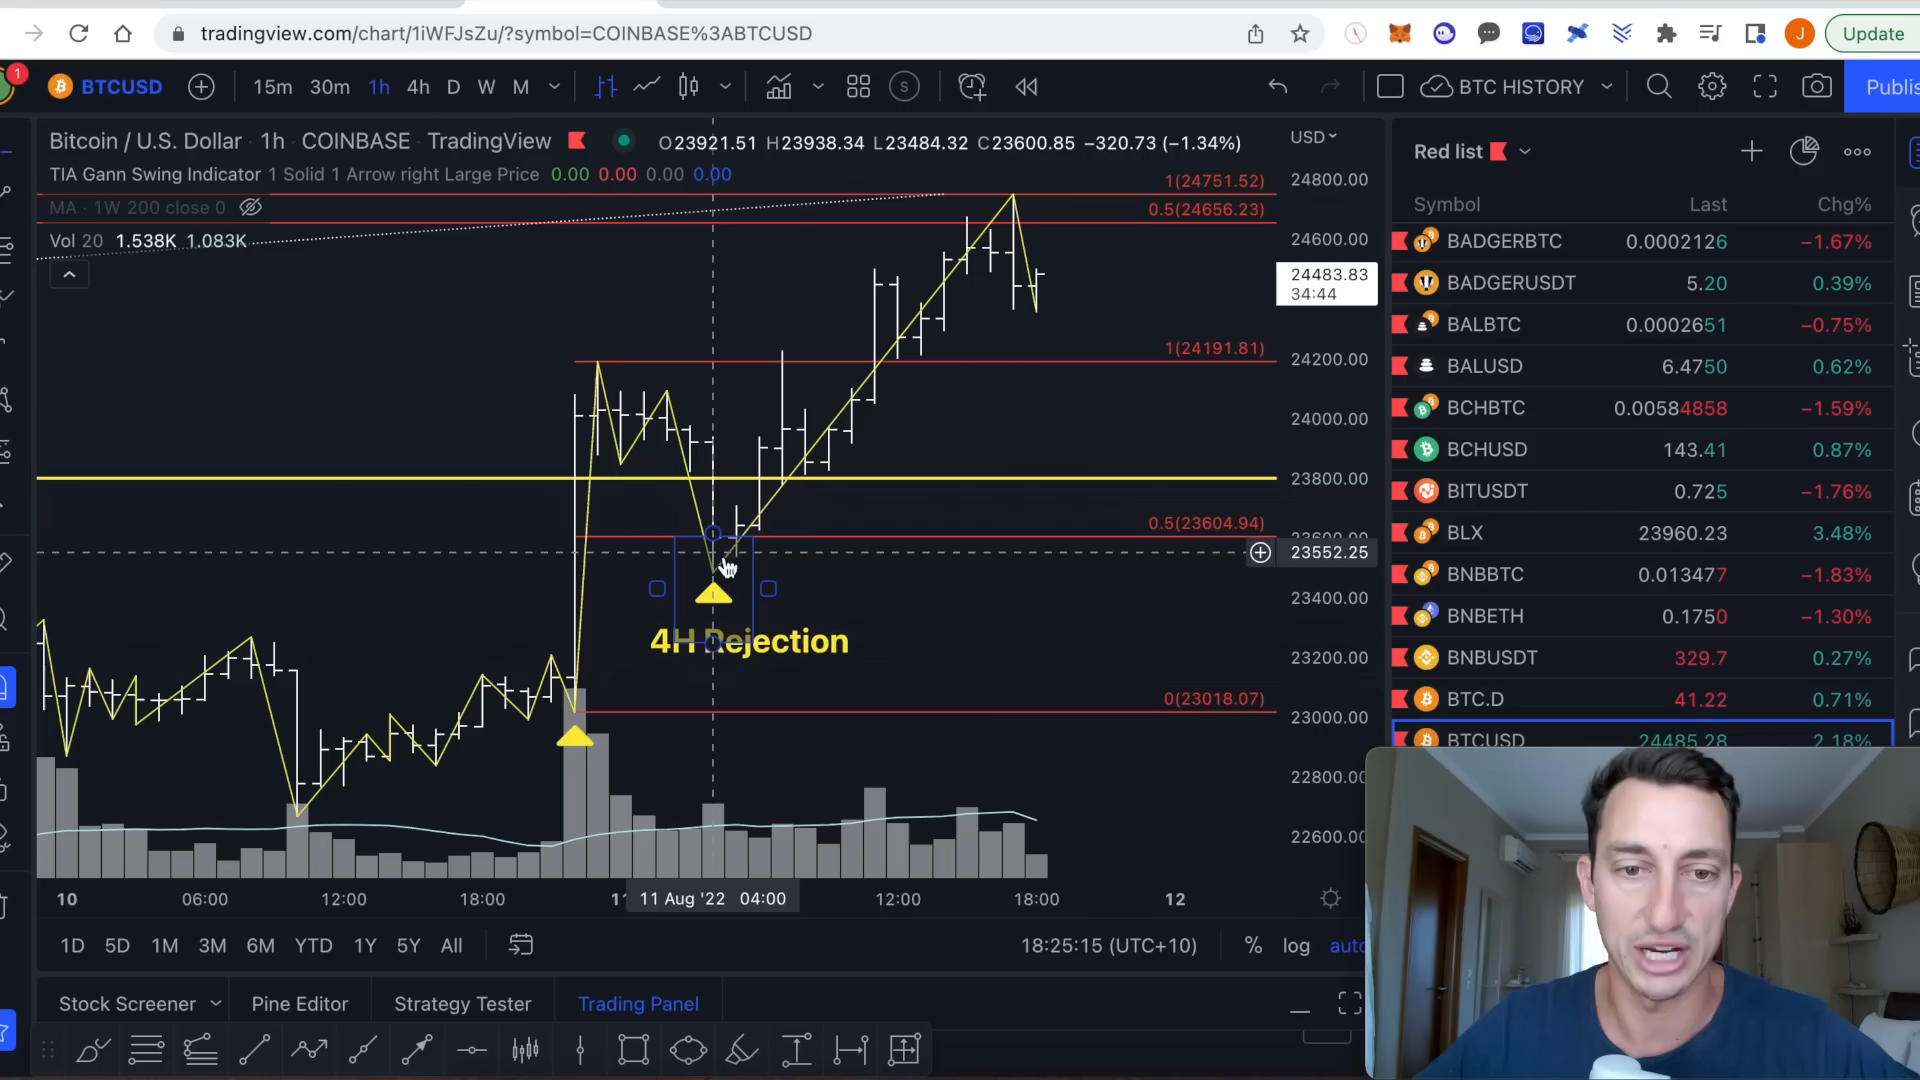 tradingview.com/chart/1iWFJsZu/?symbol=COINBASE%3ABTCUSD
J
Update
1
BTCUSD
15m 30m 1h 4h D W M
S
BTC HISTORY
Publis
Bitcoin / U.S. Dollar · 1h · COINBASE · TradingView
O23921.51 H23938.34 L23484.32 C23600.85 −320.73 (−1.34%)
USD
TIA Gann Swing Indicator 1 Solid 1 Arrow right Large Price 0.00 0.00 0.00 0.00
MA · 1W 200 close 0
Vol 20 1.538K 1.083K
1(24751.52)
0.5(24656.23)
1(24191.81)
0.5(23604.94)
0(23018.07)
4H Rejection
24800.00
24600.00
24483.83
34:44
24200.00
24000.00
23800.00
23600.00
23552.25
23400.00
23200.00
23000.00
22800.00
22600.00
10 06:00 12:00 18:00 11 Aug '22 04:00 12:00 18:00 12
1D 5D 1M 3M 6M YTD 1Y 5Y All
18:25:15 (UTC+10) % log auto
Stock Screener Pine Editor Strategy Tester Trading Panel
Red list
Symbol Last Chg%
BADGERBTC 0.0002126 −1.67%
BADGERUSDT 5.20 0.39%
BALBTC 0.0002651 −0.75%
BALUSD 6.4750 0.62%
BCHBTC 0.00584858 −1.59%
BCHUSD 143.41 0.87%
BITUSDT 0.725 −1.76%
BLX 23960.23 3.48%
BNBBTC 0.013477 −1.83%
BNBETH 0.1750 −1.30%
BNBUSDT 329.7 0.27%
BTC.D 41.22 0.71%
BTCUSD 24485.28 2.18%